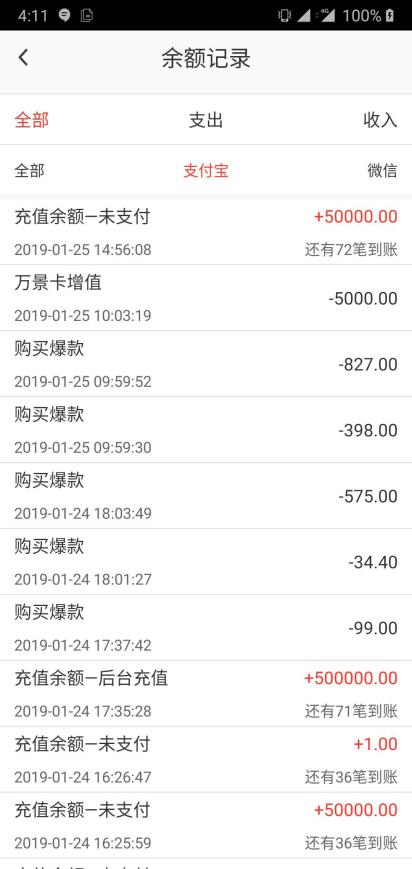 4:11 4G 100%
余额记录
全部 支出 收入
全部 支付宝 微信
充值余额—未支付 +50000.00
2019-01-25 14:56:08 还有72笔到账
万景卡增值 -5000.00
2019-01-25 10:03:19
购买爆款 -827.00
2019-01-25 09:59:52
购买爆款 -398.00
2019-01-25 09:59:30
购买爆款 -575.00
2019-01-24 18:03:49
购买爆款 -34.40
2019-01-24 18:01:27
购买爆款 -99.00
2019-01-24 17:37:42
充值余额—后台充值 +500000.00
2019-01-24 17:35:28 还有71笔到账
充值余额—未支付 +1.00
2019-01-24 16:26:47 还有36笔到账
充值余额—未支付 +50000.00
2019-01-24 16:25:59 还有36笔到账